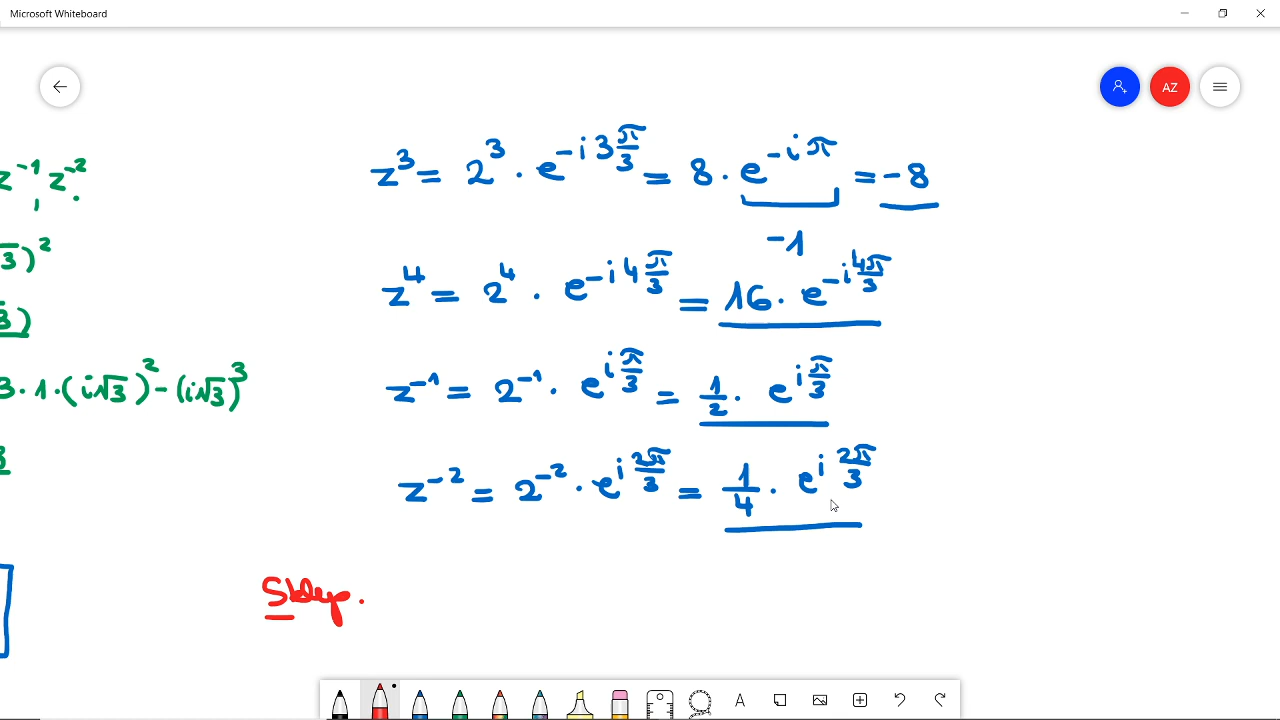 Microsoft Whiteboard
AZ
z⁻¹ z⁻²
√3)²
√3)
3·1·(i√3)² - (i√3)³
3
z³ = 2³ · e^(-i3π/3) = 8 · e^(-iπ) = -8
-1
z⁴ = 2⁴ · e^(-i4π/3) = 16 · e^(-i4π/3)
z⁻¹ = 2⁻¹ · e^(iπ/3) = 1/2 · e^(iπ/3)
z⁻² = 2⁻² · e^(i2π/3) = 1/4 · e^(i2π/3)
A